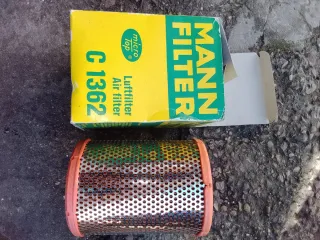 MANN
FILTER
micro
Top
Luftfilter
Air filter
C 1362